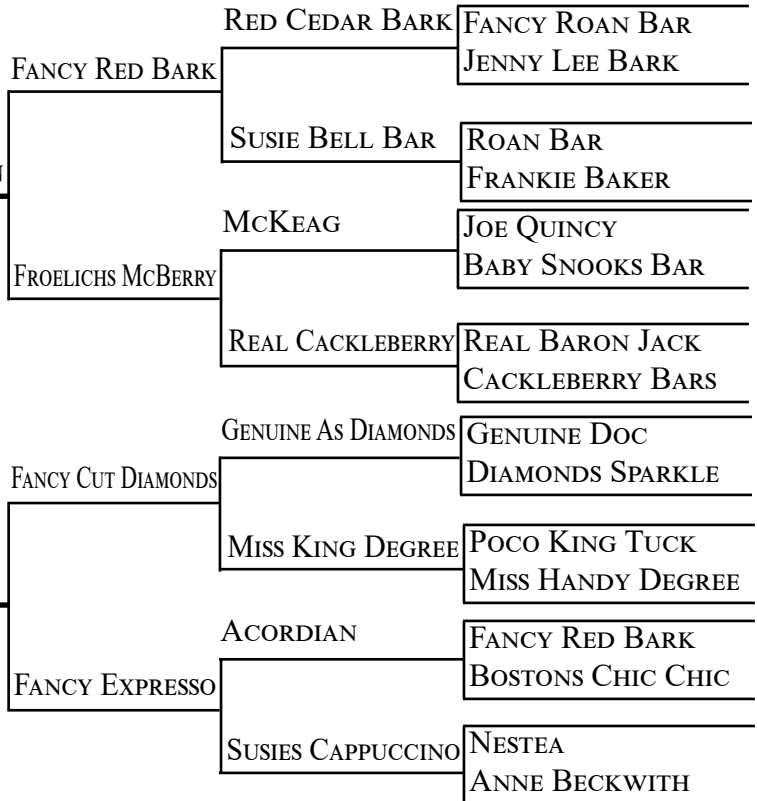 Red Cedar Bark
Fancy Roan Bar
Jenny Lee Bark
Fancy Red Bark
Susie Bell Bar
Roan Bar
Frankie Baker
McKeag
Joe Quincy
Baby Snooks Bar
Froelichs McBerry
Real Cackleberry
Real Baron Jack
Cackleberry Bars
Genuine As Diamonds
Genuine Doc
Diamonds Sparkle
Fancy Cut Diamonds
Miss King Degree
Poco King Tuck
Miss Handy Degree
Acordian
Fancy Red Bark
Bostons Chic Chic
Fancy Expresso
Susies Cappuccino
Nestea
Anne Beckwith